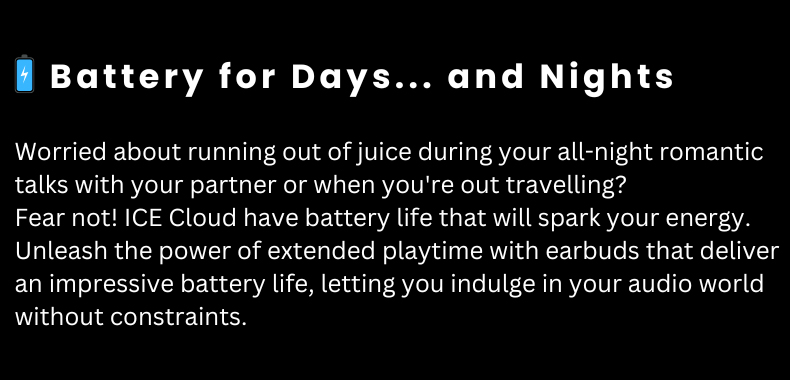 Battery for Days... and Nights
Worried about running out of juice during your all-night romantic
talks with your partner or when you're out travelling?
Fear not! ICE Cloud have battery life that will spark your energy.
Unleash the power of extended playtime with earbuds that deliver
an impressive battery life, letting you indulge in your audio world
without constraints.